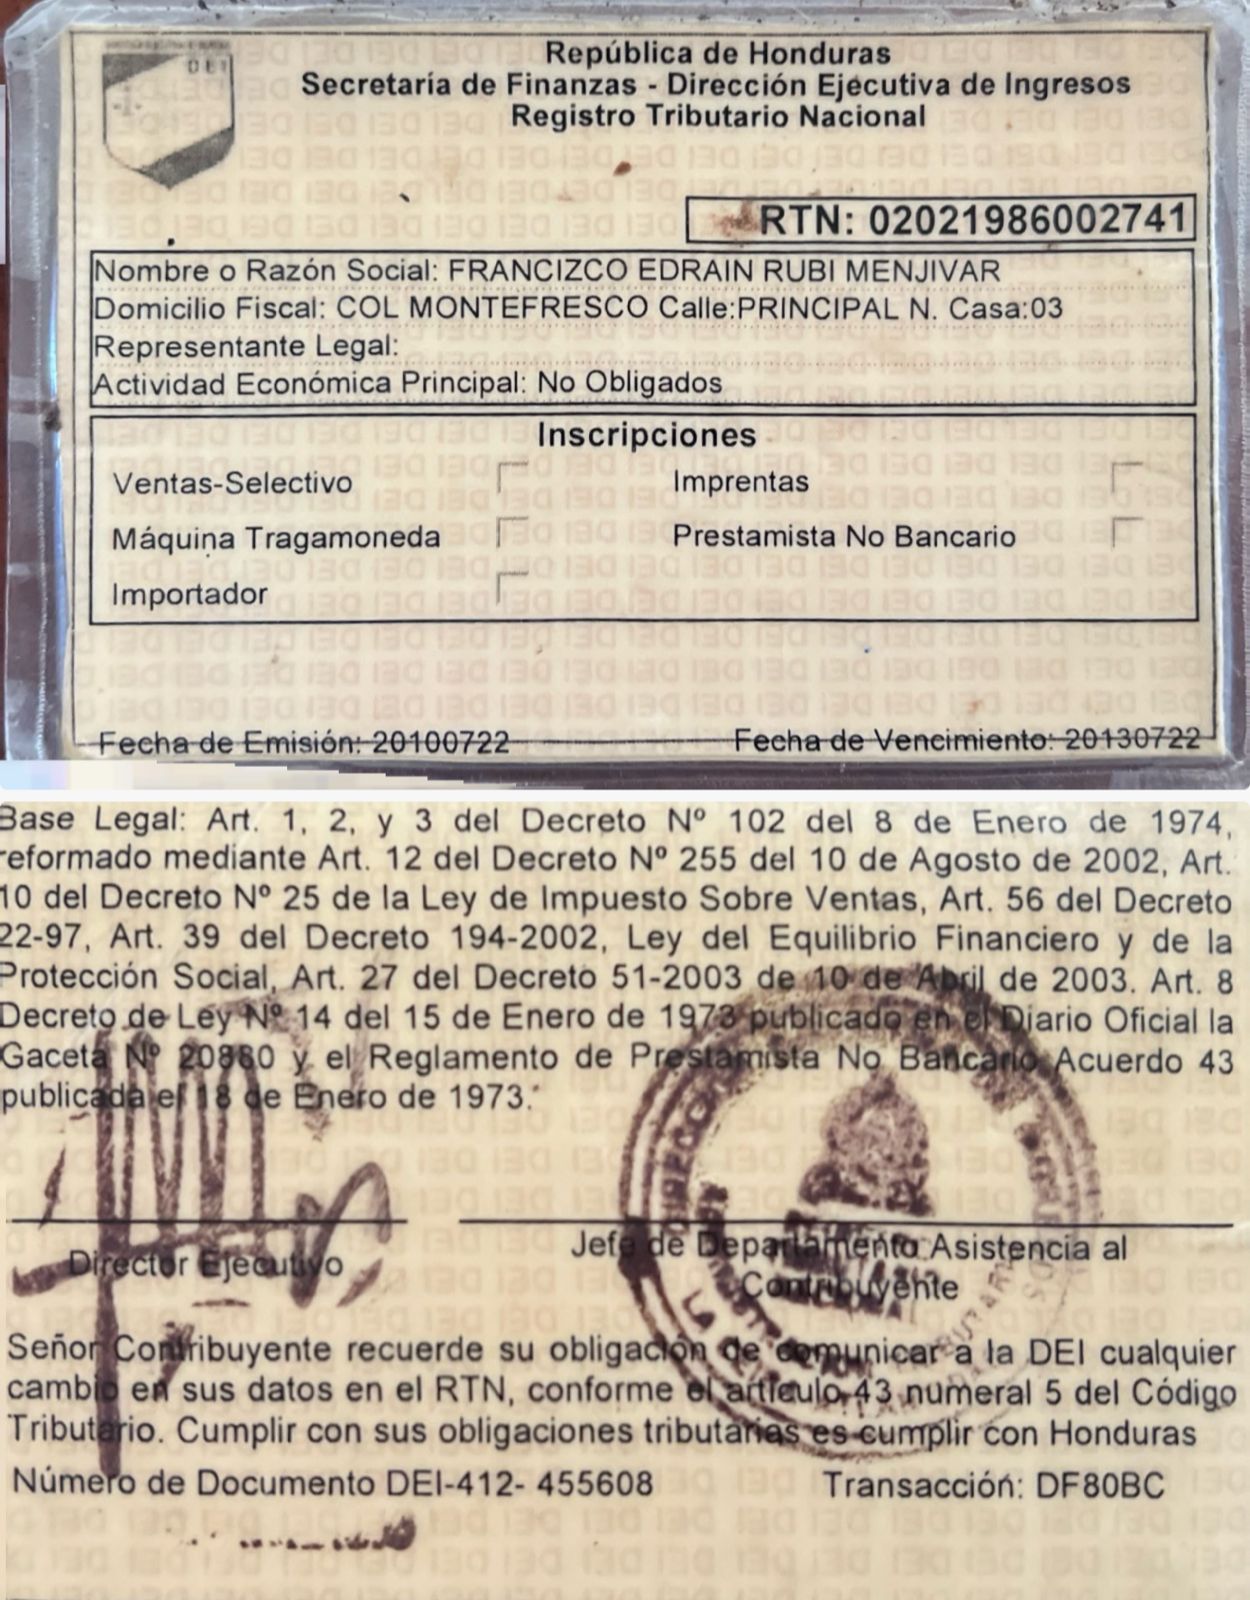 DEI
República de Honduras
Secretaría de Finanzas - Dirección Ejecutiva de Ingresos
Registro Tributario Nacional
RTN: 02021986002741
Nombre o Razón Social: FRANCIZCO EDRAIN RUBI MENJIVAR
Domicilio Fiscal: COL MONTEFRESCO Calle:PRINCIPAL N. Casa:03
Representante Legal:
Actividad Económica Principal: No Obligados
Inscripciones
Ventas-Selectivo Imprentas
Máquina Tragamoneda Prestamista No Bancario
Importador
Fecha de Emisión: 20100722 Fecha de Vencimiento: 20130722
Base Legal: Art. 1, 2, y 3 del Decreto Nº 102 del 8 de Enero de 1974,
reformado mediante Art. 12 del Decreto Nº 255 del 10 de Agosto de 2002, Art.
10 del Decreto Nº 25 de la Ley de Impuesto Sobre Ventas, Art. 56 del Decreto
22-97, Art. 39 del Decreto 194-2002, Ley del Equilibrio Financiero y de la
Protección Social, Art. 27 del Decreto 51-2003 de 10 de Abril de 2003. Art. 8
Decreto de Ley Nº 14 del 15 de Enero de 1973 publicado en el Diario Oficial la
Gaceta Nº 20880 y el Reglamento de Prestamista No Bancario Acuerdo 43
publicada el 18 de Enero de 1973.
Director Ejecutivo
Jefe de Departamento Asistencia al
Contribuyente
Señor Contribuyente recuerde su obligación de comunicar a la DEI cualquier
cambio en sus datos en el RTN, conforme el artículo 43 numeral 5 del Código
Tributario. Cumplir con sus obligaciones tributarias es cumplir con Honduras
Número de Documento DEI-412- 455608 Transacción: DF80BC